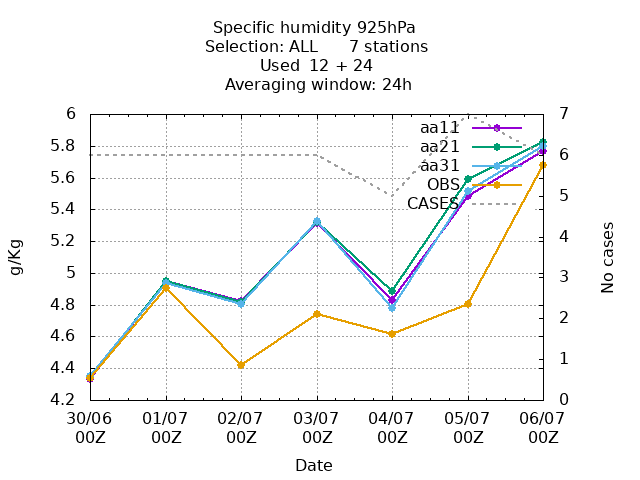 Specific humidity 925hPa
Selection: ALL 7 stations
Used 12 + 24
Averaging window: 24h
g/Kg
6
5.8
5.6
5.4
5.2
5
4.8
4.6
4.4
4.2
aa11
aa21
aa31
OBS
CASES
7
6
5
4
3
2
1
0
No cases
30/06 01/07 02/07 03/07 04/07 05/07 06/07
00Z 00Z 00Z 00Z 00Z 00Z 00Z
Date